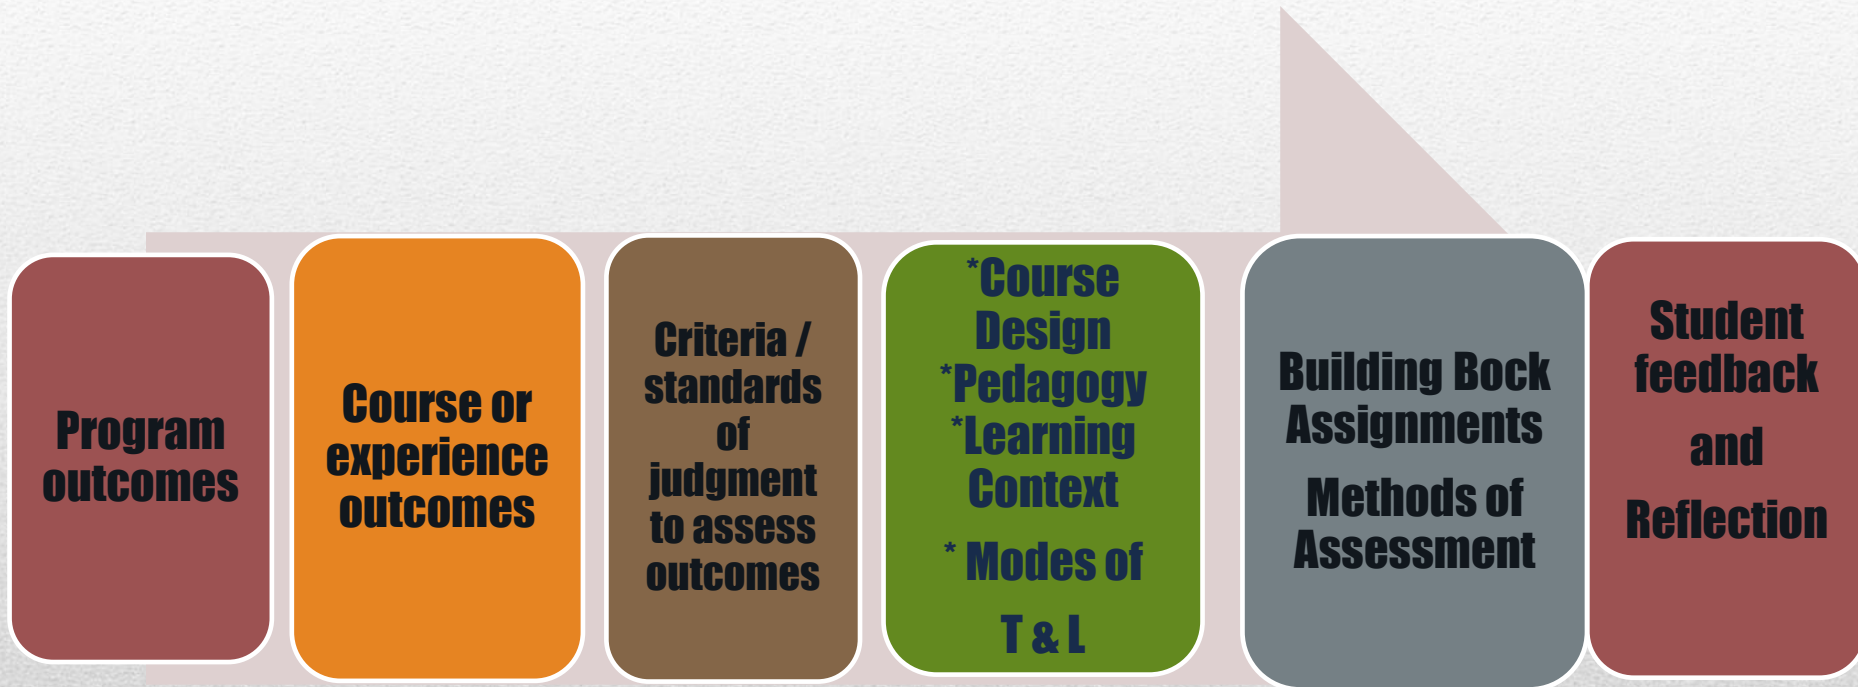 Program
outcomes
Course or
experience
outcomes
Criteria /
standards
of
judgment
to assess
outcomes
*Course
Design
*Pedagogy
*Learning
Context
* Modes of
T & L
Building Bock
Assignments
Methods of
Assessment
Student
feedback
and
Reflection